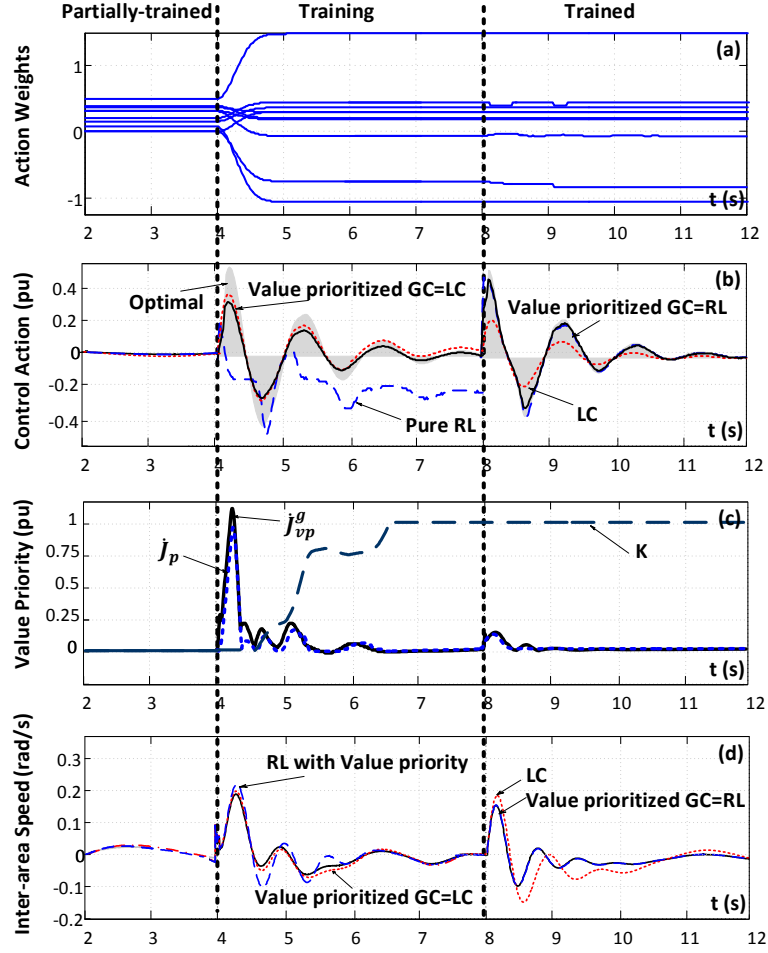 Partially-trained Training Trained
(a)
Action Weights
1
0
-1
t (s)
2 3 4 5 6 7 8 9 10 11 12
(b)
Control Action (pu)
0.4
0.2
0
-0.2
-0.4
Optimal
Value prioritized GC=LC
Value prioritized GC=RL
Pure RL
LC
t (s)
2 3 4 5 6 7 8 9 10 11 12
(c)
Value Priority (pu)
1
0.75
0.5
0.25
0
J̇p
J̇vp^g
K
t (s)
2 3 4 5 6 7 8 9 10 11 12
(d)
Inter-area Speed (rad/s)
0.3
0.2
0.1
0
-0.1
-0.2
RL with Value priority
LC
Value prioritized GC=RL
Value prioritized GC=LC
t (s)
2 3 4 5 6 7 8 9 10 11 12